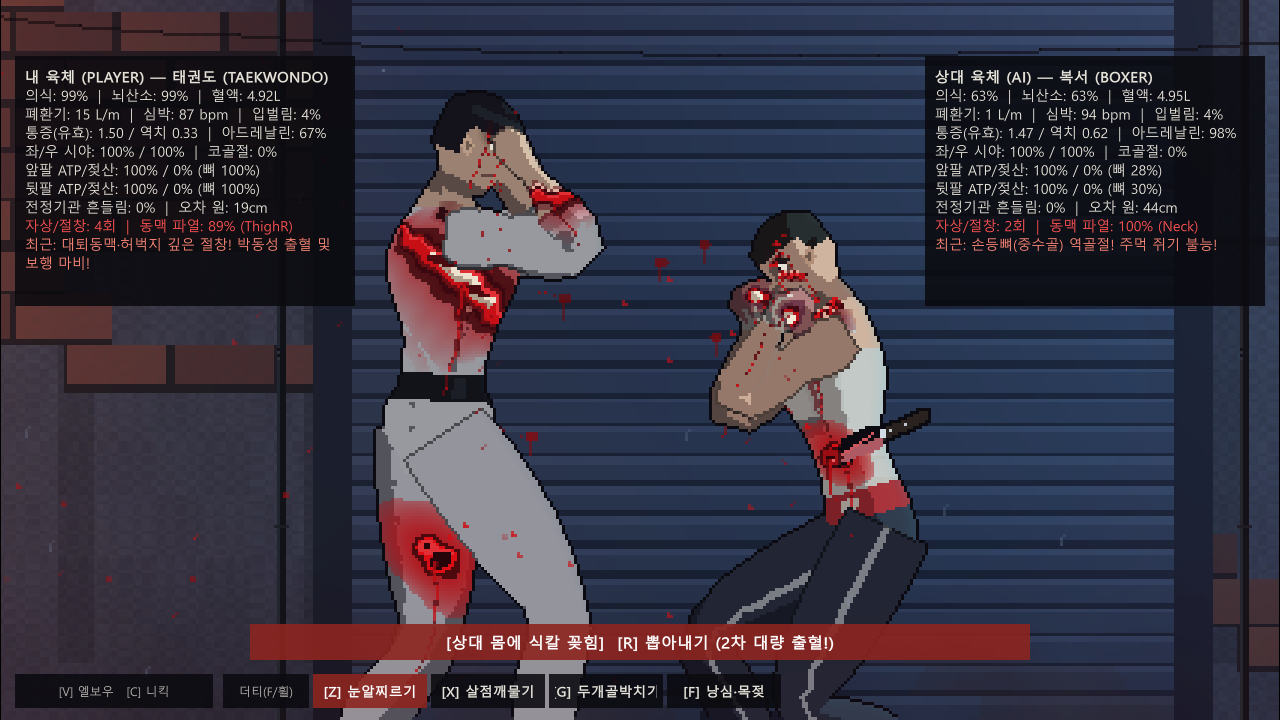 내 육체 (PLAYER) — 태권도 (TAEKWONDO)
의식: 99% | 뇌산소: 99% | 혈액: 4.92L
폐환기: 15 L/m | 심박: 87 bpm | 입벌림: 4%
통증(유효): 1.50 / 역치 0.33 | 아드레날린: 67%
좌/우 시야: 100% / 100% | 코골절: 0%
앞팔 ATP/젖산: 100% / 0% (뼈 100%)
뒷팔 ATP/젖산: 100% / 0% (뼈 100%)
전정기관 흔들림: 0% | 오차 원: 19cm
자상/절창: 4회 | 동맥 파열: 89% (ThighR)
최근: 대퇴동맥·허벅지 깊은 절창! 박동성 출혈 및
보행 마비!
상대 육체 (AI) — 복서 (BOXER)
의식: 63% | 뇌산소: 63% | 혈액: 4.95L
폐환기: 1 L/m | 심박: 94 bpm | 입벌림: 4%
통증(유효): 1.47 / 역치 0.62 | 아드레날린: 98%
좌/우 시야: 100% / 100% | 코골절: 0%
앞팔 ATP/젖산: 100% / 0% (뼈 28%)
뒷팔 ATP/젖산: 100% / 0% (뼈 30%)
전정기관 흔들림: 0% | 오차 원: 44cm
자상/절창: 2회 | 동맥 파열: 100% (Neck)
최근: 손등뼈(중수골) 역골절! 주먹 쥐기 불능!
[상대 몸에 식칼 꽂힘] [R] 뽑아내기 (2차 대량 출혈!)
[V] 엘보우 [C] 니킥
더티(F/휠)
[Z] 눈알찌르기
[X] 살점깨물기
[G] 두개골박치기
[F] 낭심·목젖